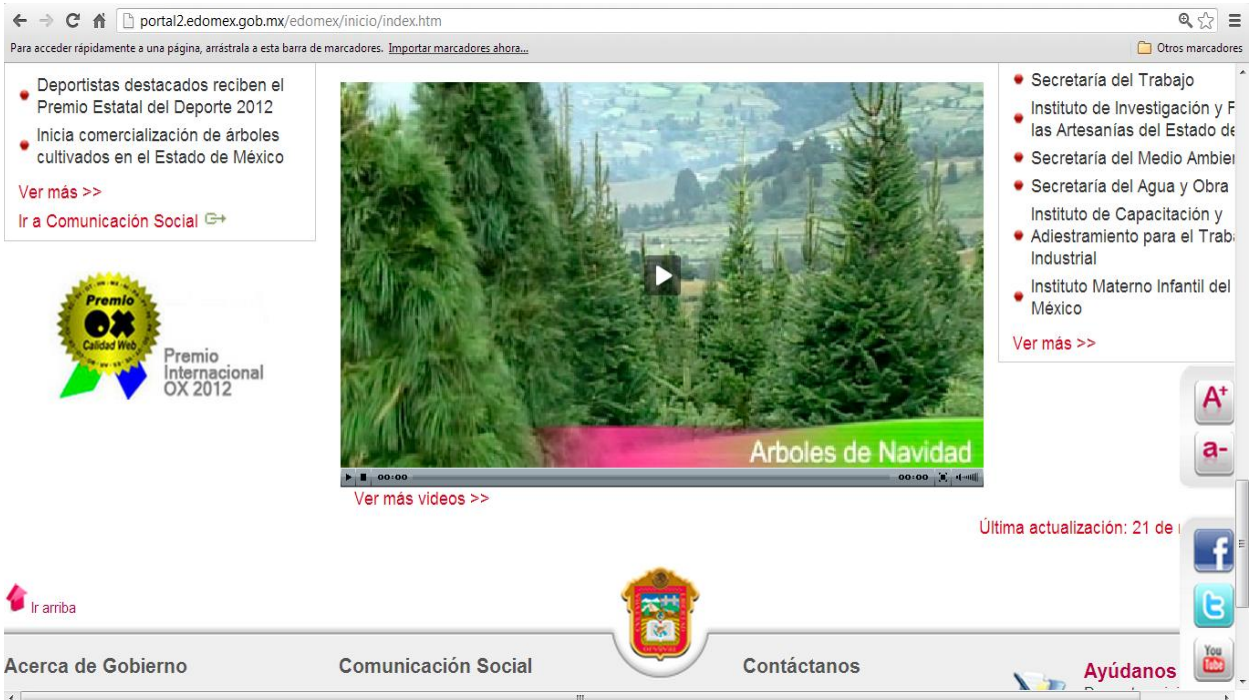 portal2.edomex.gob.mx/edomex/inicio/index.htm
Para acceder rápidamente a una página, arrástrala a esta barra de marcadores. Importar marcadores ahora...
Otros marcadores
Deportistas destacados reciben el
Premio Estatal del Deporte 2012
Inicia comercialización de árboles
cultivados en el Estado de México
Ver más >>
Ir a Comunicación Social
Premio
OX
Calidad Web
Premio
Internacional
OX 2012
Arboles de Navidad
00:00
00:00
Ver más videos >>
Secretaría del Trabajo
Instituto de Investigación y F
las Artesanías del Estado de
Secretaría del Medio Ambien
Secretaría del Agua y Obra
Instituto de Capacitación y
Adiestramiento para el Traba
Industrial
Instituto Materno Infantil del
México
Ver más >>
A+
a-
Última actualización: 21 de
f
You
Tube
Ir arriba
Acerca de Gobierno
Comunicación Social
Contáctanos
Ayúdanos